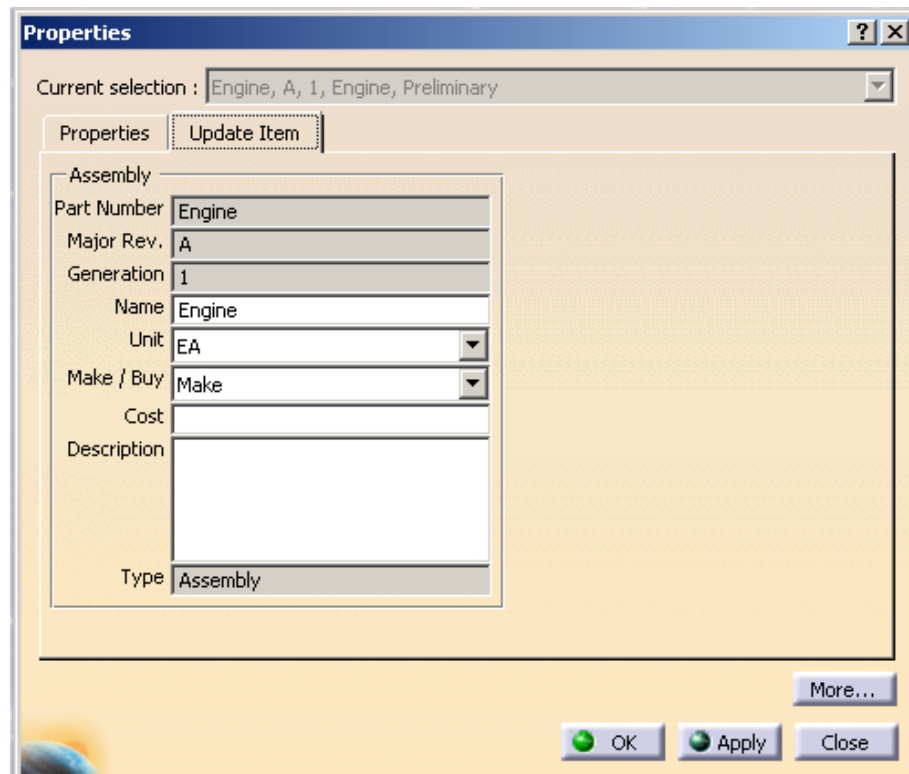 Properties
Current selection : Engine, A, 1, Engine, Preliminary
Properties Update Item
Assembly
Part Number Engine
Major Rev. A
Generation 1
Name Engine
Unit EA
Make / Buy Make
Cost
Description
Type Assembly
More...
OK Apply Close